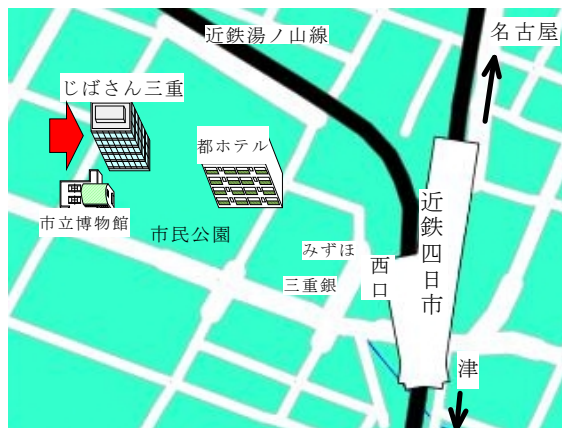 名古屋
近鉄湯ノ山線
じばさん三重
都ホテル
市立博物館
市民公園
近鉄四日市
みずほ
西口
三重銀
津